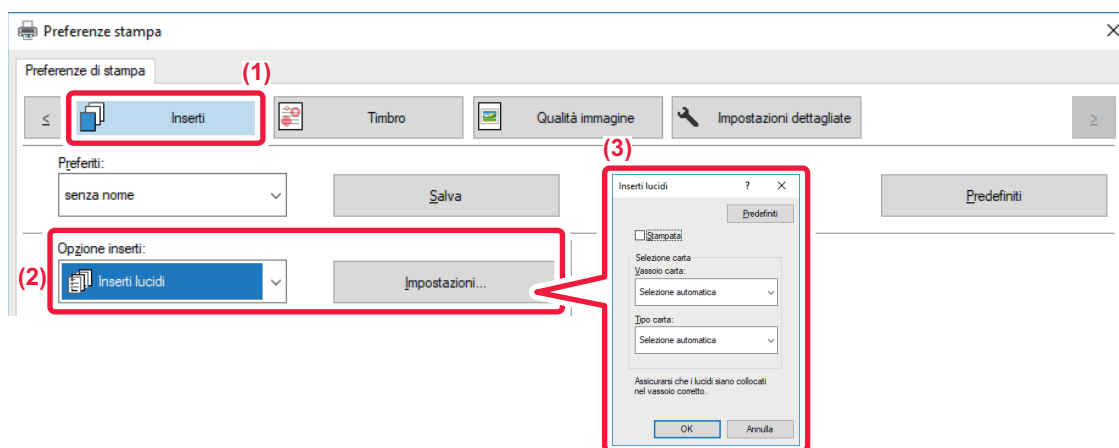 Preferenze stampa
Preferenze di stampa
(1)
<
Inserti
Timbro
Qualità immagine
Impostazioni dettagliate
>
(3)
Preferiti:
senza nome
Salva
Predefiniti
(2)
Opzione inserti:
Inserti lucidi
Impostazioni...
Inserti lucidi
?
Predefiniti
Stampata
Selezione carta
Vassoio carta:
Selezione automatica
Tipo carta:
Selezione automatica
Assicurarsi che i lucidi siano collocati
nel vassoio corretto.
OK
Annulla